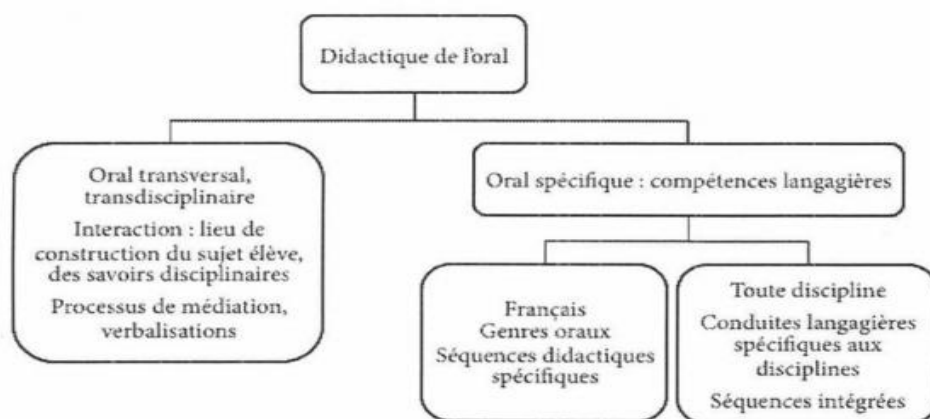 Didactique de l'oral
Oral transversal,
transdisciplinaire
Interaction : lieu de
construction du sujet élève,
des savoirs disciplinaires
Processus de médiation,
verbalisations
Oral spécifique : compétences langagières
Français
Genres oraux
Séquences didactiques
spécifiques
Toute discipline
Conduites langagières
spécifiques aux
disciplines
Séquences intégrées